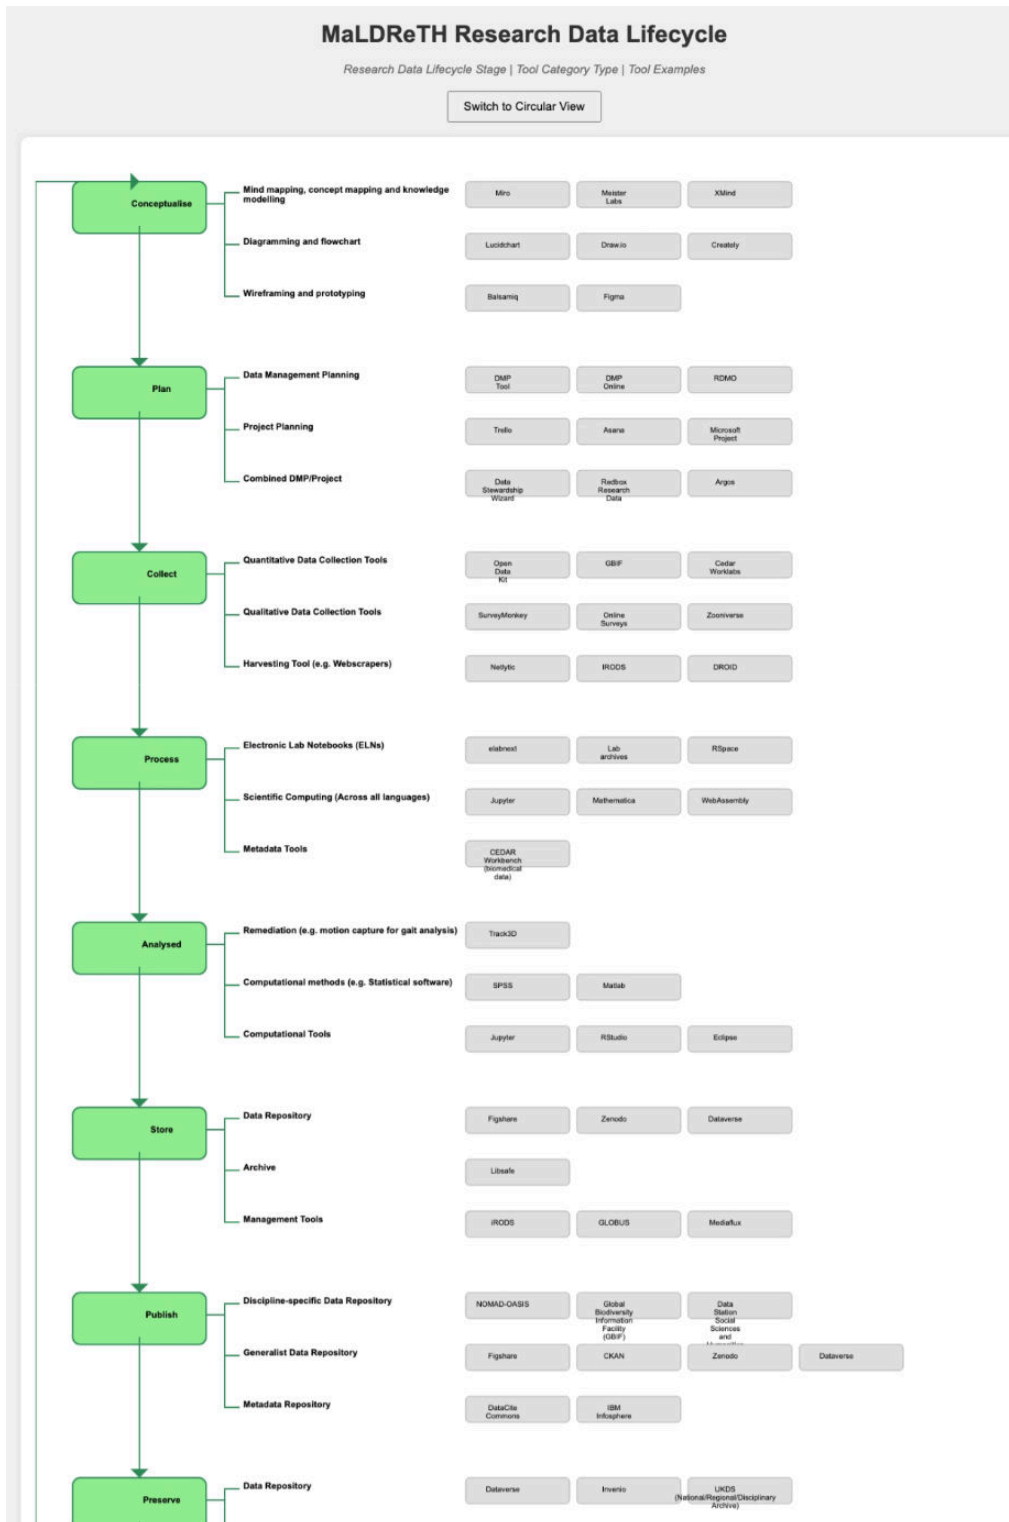 MaLDReTH Research Data Lifecycle
Research Data Lifecycle Stage | Tool Category Type | Tool Examples
Switch to Circular View
Conceptualise
Mind mapping, concept mapping and knowledge
modelling
Miro
Meister
Labs
XMind
Diagramming and flowchart
Lucidchart
Draw.io
Creately
Wireframing and prototyping
Balsamiq
Figma
Plan
Data Management Planning
DMP
Tool
DMP
Online
RDMO
Project Planning
Trello
Asana
Microsoft
Project
Combined DMP/Project
Data
Stewardship
Wizard
Redbox
Research
Data
Argos
Collect
Quantitative Data Collection Tools
Open
Data
Kit
GBIF
Cedar
Worklabs
Qualitative Data Collection Tools
SurveyMonkey
Online
Surveys
Zooniverse
Harvesting Tool (e.g. Webscrapers)
Netlytic
IRODS
DROID
Process
Electronic Lab Notebooks (ELNs)
elabnext
Lab
archives
RSpace
Scientific Computing (Across all languages)
Jupyter
Mathematica
WebAssembly
Metadata Tools
CEDAR
Workbench
(biomedical
data)
Analysed
Remediation (e.g. motion capture for gait analysis)
Track3D
Computational methods (e.g. Statistical software)
SPSS
Matlab
Computational Tools
Jupyter
RStudio
Eclipse
Store
Data Repository
Figshare
Zenodo
Dataverse
Archive
Libsafe
Management Tools
iRODS
GLOBUS
Mediaflux
Publish
Discipline-specific Data Repository
NOMAD-OASIS
Global
Biodiversity
Information
Facility
(GBIF)
Data
Station
Social
Sciences
and
Generalist Data Repository
Figshare
CKAN
Zenodo
Dataverse
Metadata Repository
DataCite
Commons
IBM
Infosphere
Preserve
Data Repository
Dataverse
Invenio
UKDS
(National/Regional/Disciplinary
Archive)